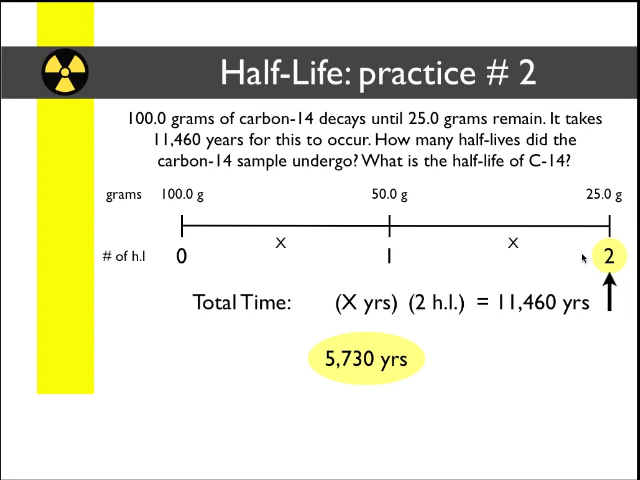 Half-Life: practice # 2
100.0 grams of carbon-14 decays until 25.0 grams remain. It takes
11,460 years for this to occur. How many half-lives did the
carbon-14 sample undergo? What is the half-life of C-14?
grams 100.0 g 50.0 g 25.0 g
X X
# of h.l 0 1 2
Total Time: (X yrs) (2 h.l.) = 11,460 yrs
5,730 yrs